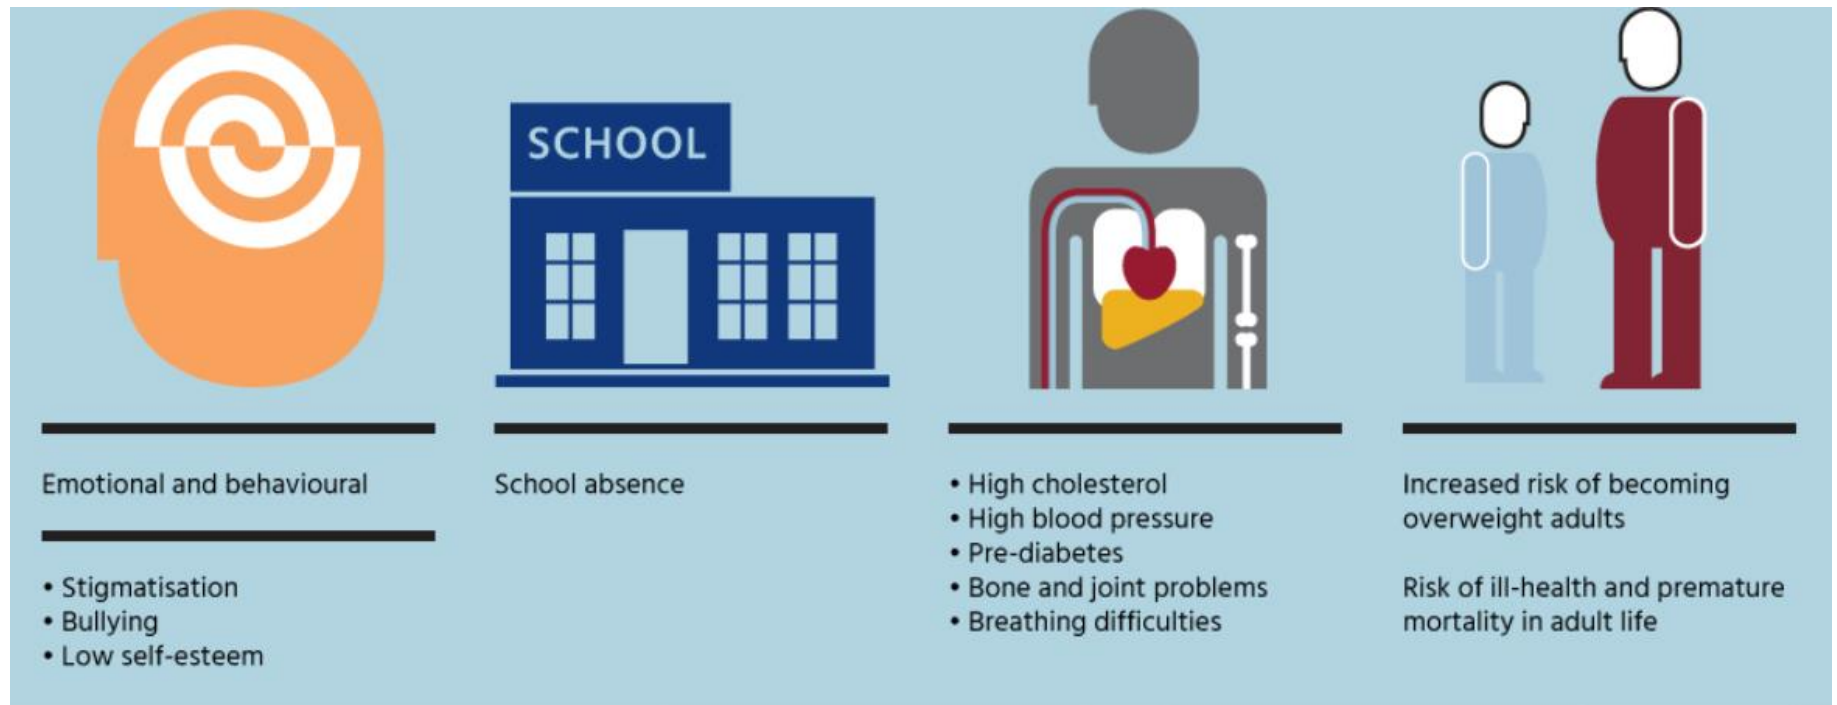 SCHOOL
Emotional and behavioural
• Stigmatisation
• Bullying
• Low self-esteem
School absence
• High cholesterol
• High blood pressure
• Pre-diabetes
• Bone and joint problems
• Breathing difficulties
Increased risk of becoming
overweight adults
Risk of ill-health and premature
mortality in adult life